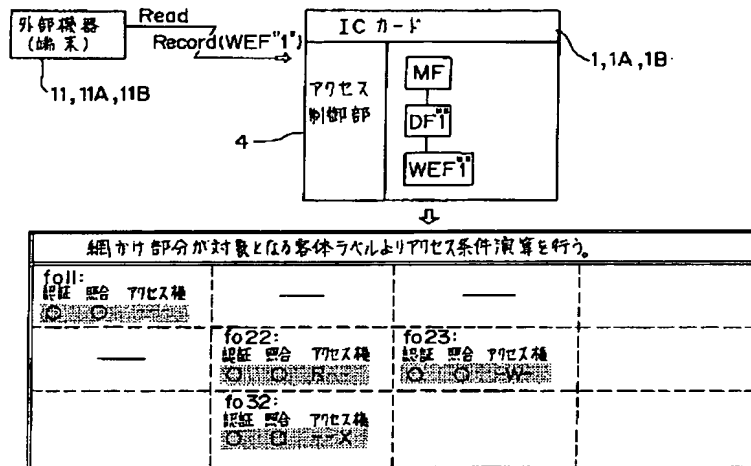 外部機器
(端末)
Read
Record(WEF"1")
11, 11A, 11B
ICカード
1, 1A, 1B
アクセス
制御部
4
MF
DF"1"
WEF"1"
網かけ部分が対象となる客体ラベルよりアクセス条件演算を行う。
fo11:
認証 照合 アクセス権
○ ○ ---
fo22:
認証 照合 アクセス権
○ ○ R--
fo23:
認証 照合 アクセス権
○ ○ -W-
fo32:
認証 照合 アクセス権
○ □ --X